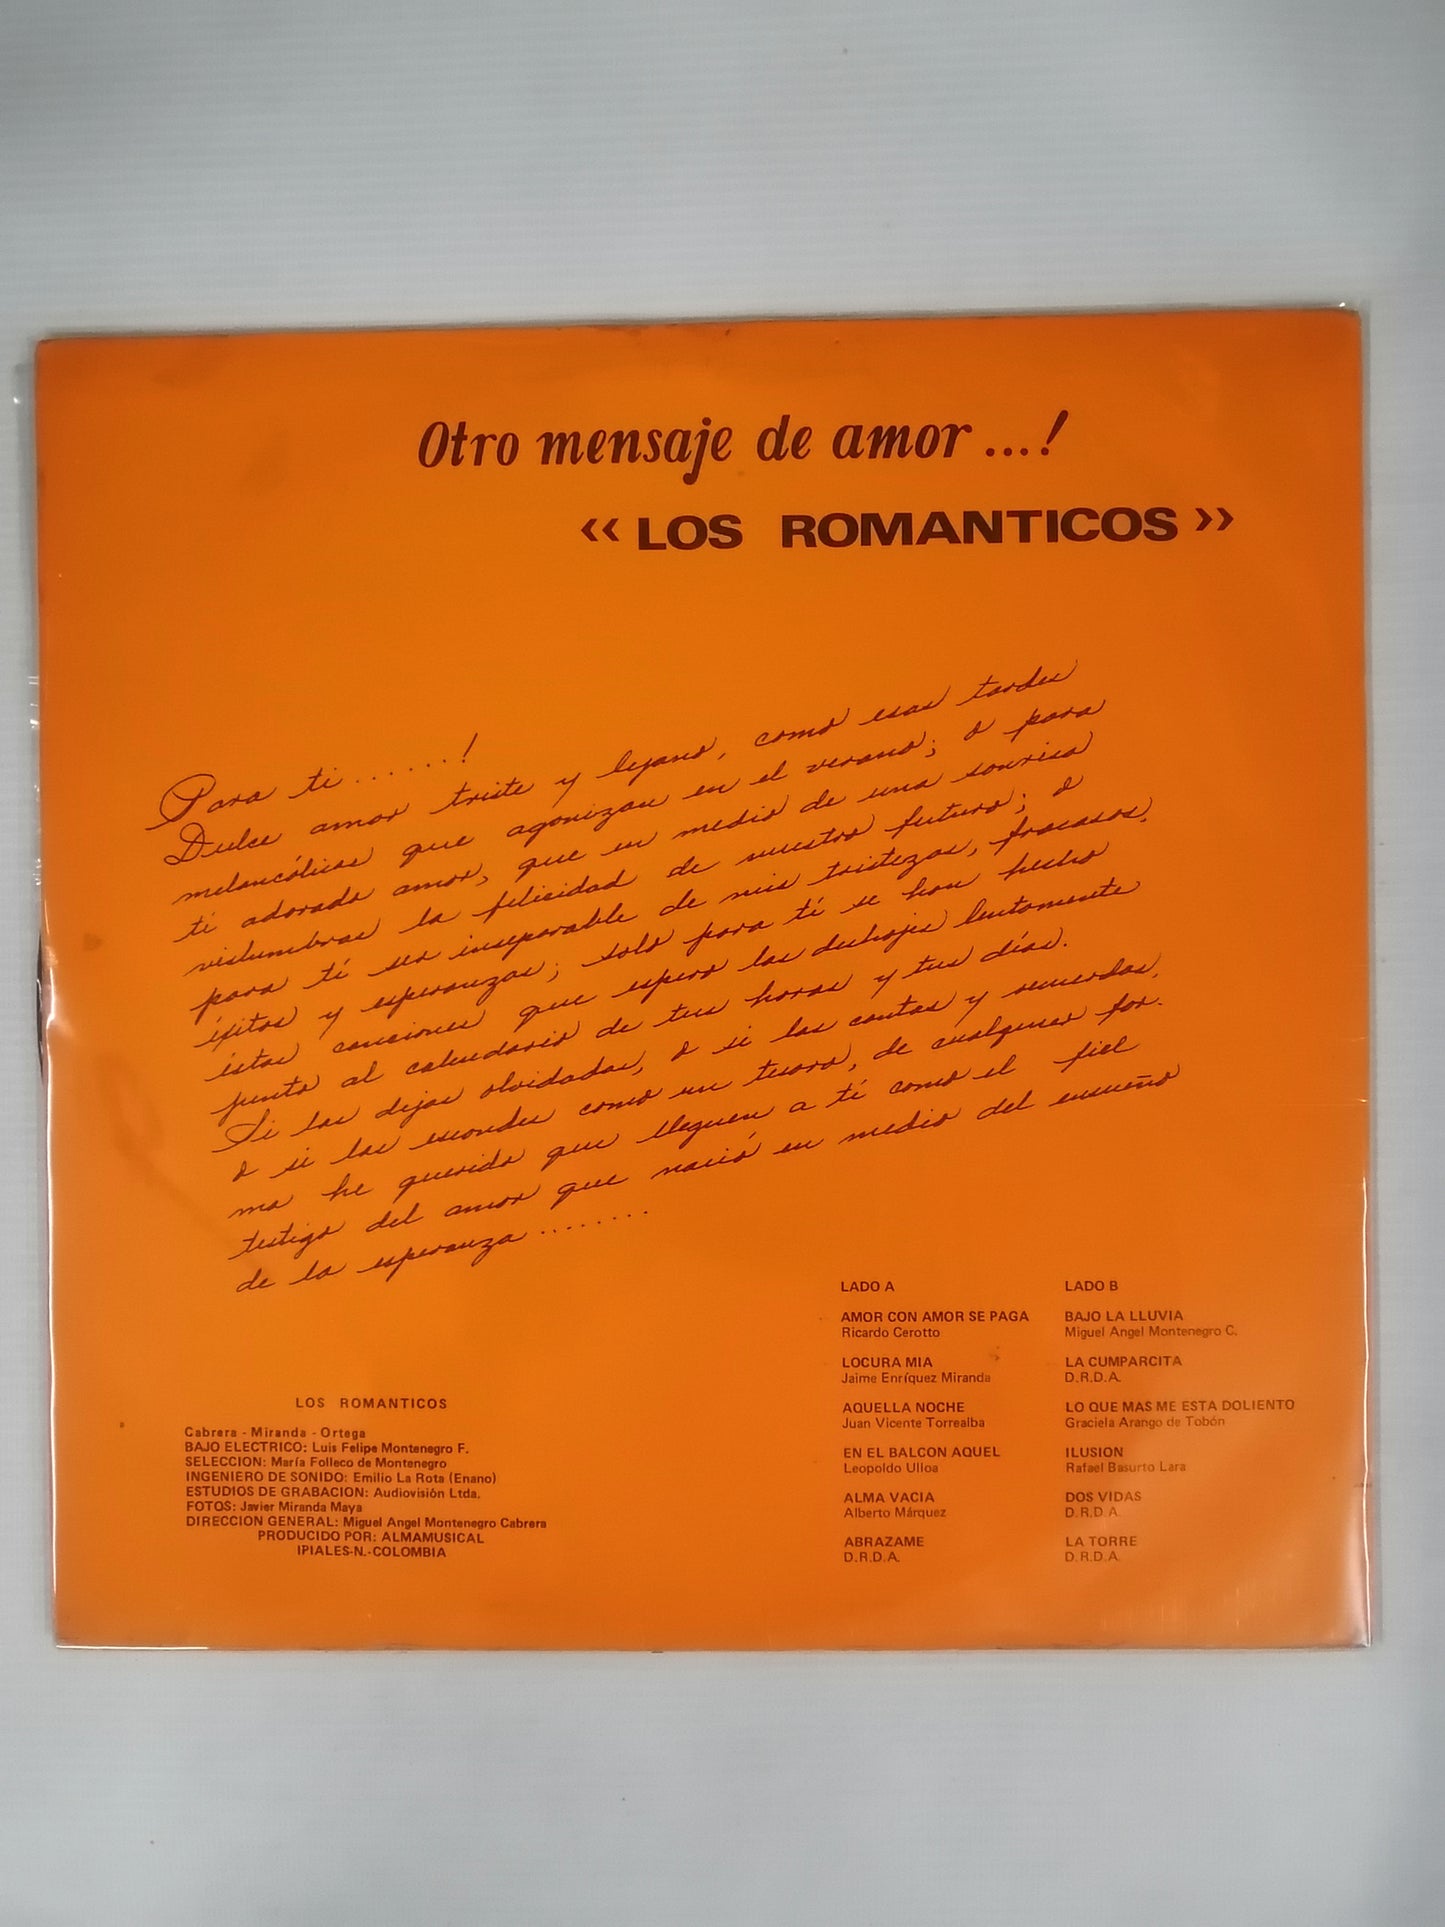 Otro mensaje de amor ...!
« LOS ROMANTICOS »
Para ti . . . . . . !
Dulce amor triste y lejano, como esas tardes
melancólicas que agonizan en el verano; o para
ti adorado amor, que en medio de una sonrisa
vislumbras la felicidad de nuestro futuro; o
para tí ser inseparable de mis tristezas, fracasos,
éxitos y esperanzas; solo para tí se han hecho
éstas canciones que espero las deshojes lentamente
junto al calendario de tus horas y tus días.
Si las dejas olvidadas, o si las cantas y recuerdas,
o si las escondes como un tesoro, de cualquier for-
ma he querido que lleguen a tí como el fiel
testigo del amor que nació en medio del ensueño
de la esperanza . . . . . . . .
LADO A
AMOR CON AMOR SE PAGA
Ricardo Cerotto
LOCURA MIA
Jaime Enríquez Miranda
AQUELLA NOCHE
Juan Vicente Torrealba
EN EL BALCON AQUEL
Leopoldo Ulloa
ALMA VACIA
Alberto Márquez
ABRAZAME
D.R.D.A.
LADO B
BAJO LA LLUVIA
Miguel Angel Montenegro C.
LA CUMPARCITA
D.R.D.A.
LO QUE MAS ME ESTA DOLIENTO
Graciela Arango de Tobón
ILUSION
Rafael Basurto Lara
DOS VIDAS
D.R.D.A.
LA TORRE
D.R.D.A.
LOS ROMANTICOS
Cabrera - Miranda - Ortega
BAJO ELECTRICO: Luis Felipe Montenegro F.
SELECCION: María Folleco de Montenegro
INGENIERO DE SONIDO: Emilio La Rota (Enano)
ESTUDIOS DE GRABACION: Audiovisión Ltda.
FOTOS: Javier Miranda Maya
DIRECCION GENERAL: Miguel Angel Montenegro Cabrera
PRODUCIDO POR: ALMAMUSICAL
IPIALES-N.-COLOMBIA